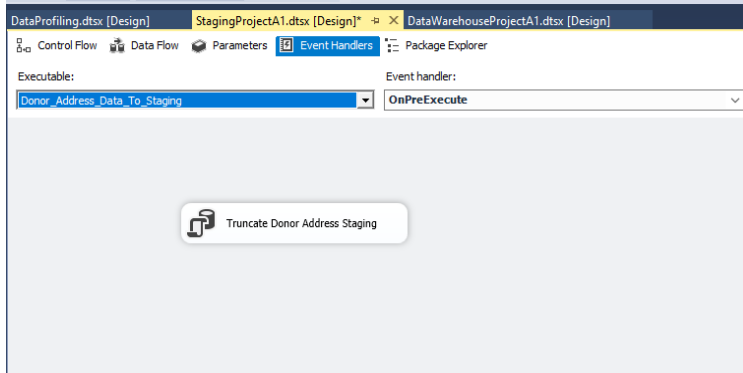 DataProfiling.dtsx [Design] StagingProjectA1.dtsx [Design]* DataWarehouseProjectA1.dtsx [Design]
Control Flow Data Flow Parameters Event Handlers Package Explorer
Executable: Event handler:
Donor_Address_Data_To_Staging OnPreExecute
Truncate Donor Address Staging